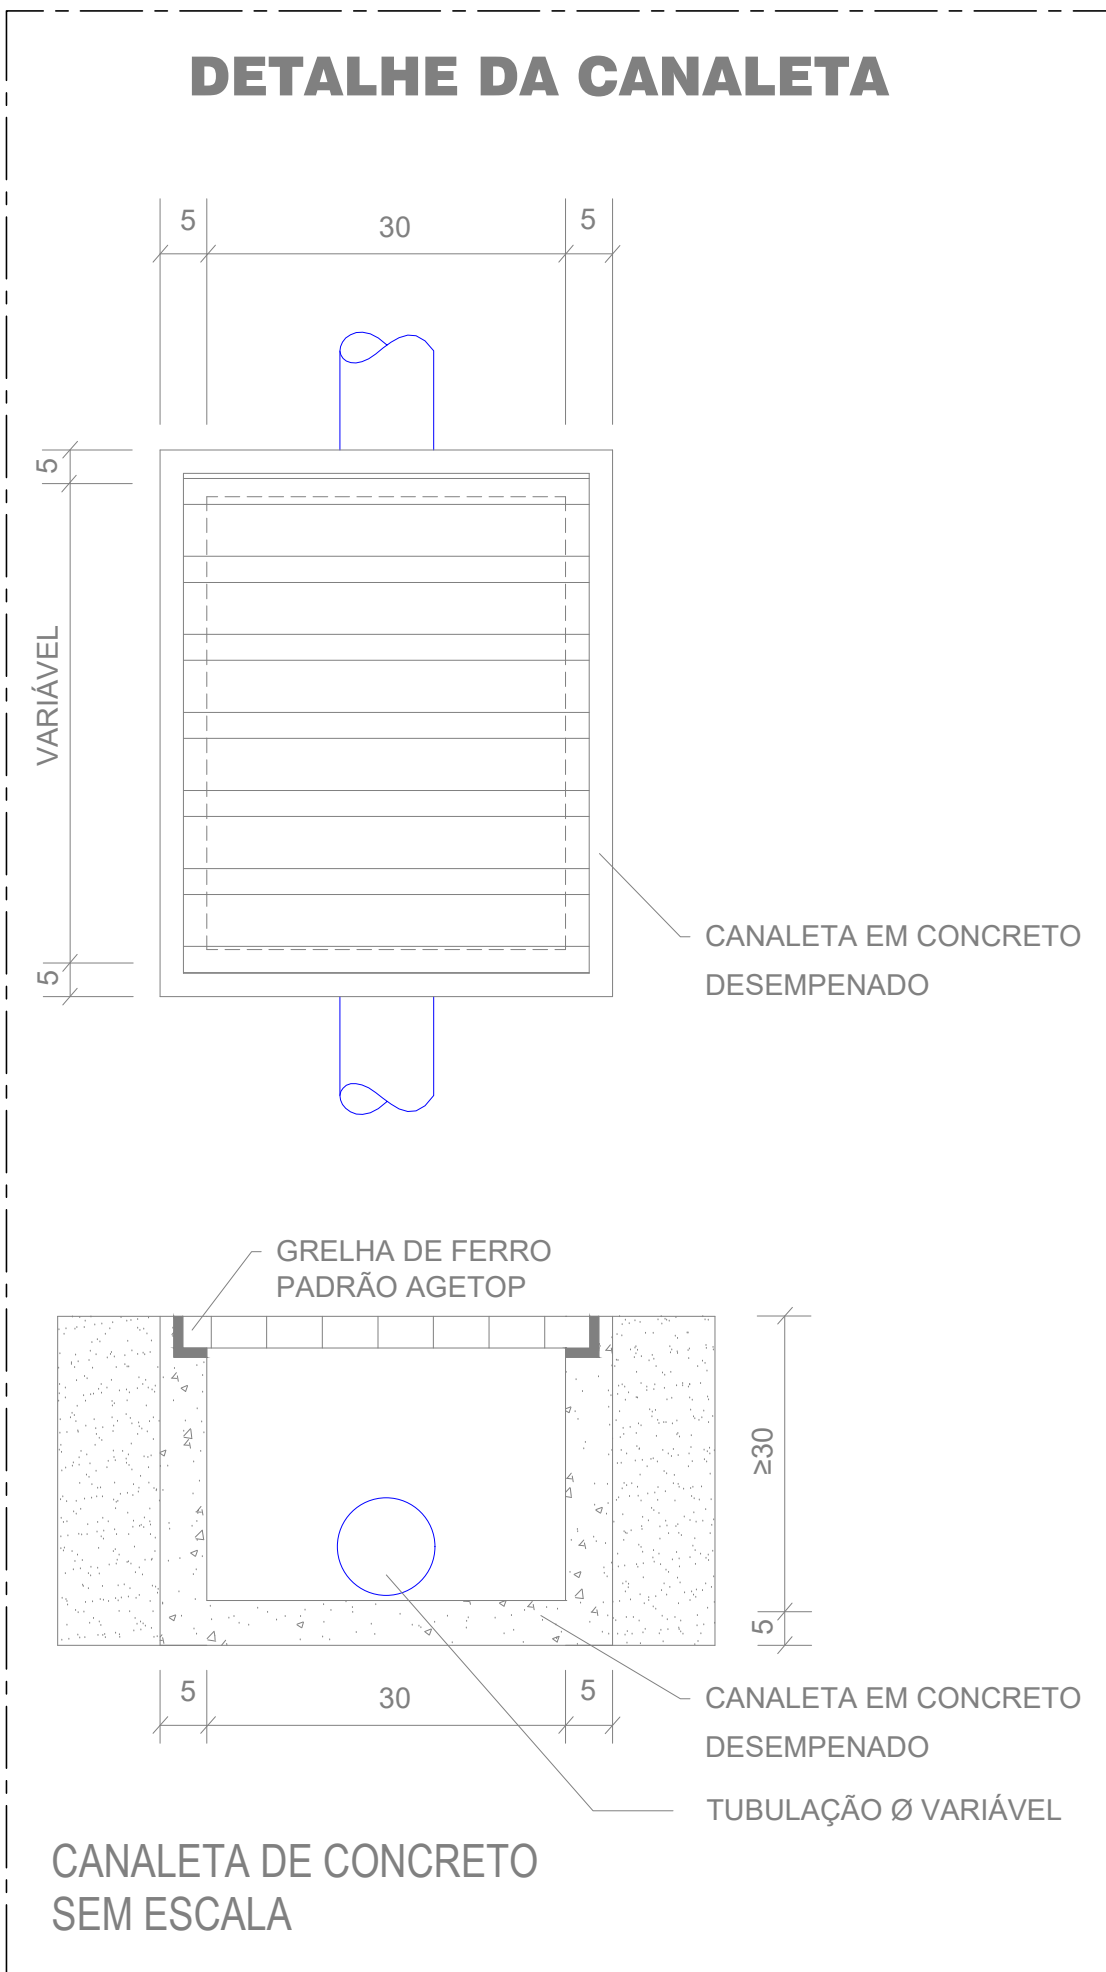 DETALHE DA CANALETA
5
30
5
5
VARIÁVEL
5
CANALETA EM CONCRETO
DESEMPENADO
GRELHA DE FERRO
PADRÃO AGETOP
≥30
5
5
30
5
CANALETA EM CONCRETO
DESEMPENADO
TUBULAÇÃO Ø VARIÁVEL
CANALETA DE CONCRETO
SEM ESCALA